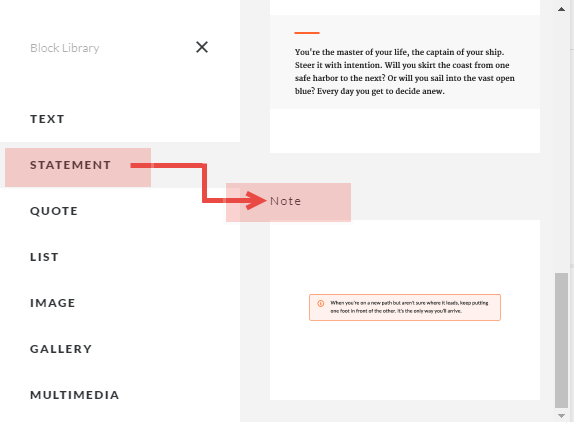 Block Library
TEXT
STATEMENT
QUOTE
LIST
IMAGE
GALLERY
MULTIMEDIA
You're the master of your life, the captain of your ship.
Steer it with intention. Will you skirt the coast from one
safe harbor to the next? Or will you sail into the vast open
blue? Every day you get to decide anew.
Note
When you're on a new path but aren't sure where it leads, keep putting
one foot in front of the other. It's the only way you'll arrive.